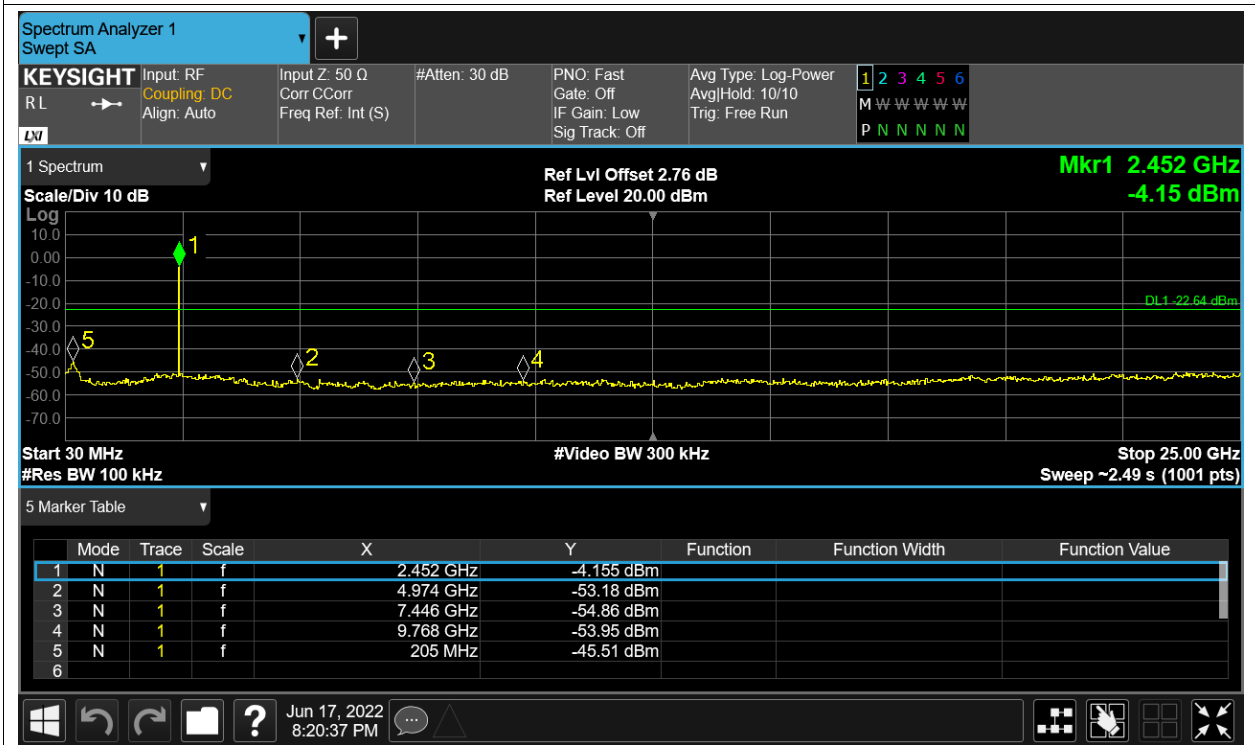 Spectrum Analyzer 1
Swept SA
+
KEYSIGHT
R L
LXI
Input: RF
Coupling: DC
Align: Auto
Input Z: 50 Ω
Corr CCorr
Freq Ref: Int (S)
#Atten: 30 dB
PNO: Fast
Gate: Off
IF Gain: Low
Sig Track: Off
Avg Type: Log-Power
Avg|Hold: 10/10
Trig: Free Run
1 2 3 4 5 6
M W W W W W
P N N N N N
1 Spectrum
Scale/Div 10 dB
Ref Lvl Offset 2.76 dB
Ref Level 20.00 dBm
Mkr1 2.452 GHz
-4.15 dBm
Log
10.0
0.00
-10.0
-20.0
-30.0
-40.0
-50.0
-60.0
-70.0
1
2
3
4
5
DL1 -22.64 dBm
Start 30 MHz
#Res BW 100 kHz
#Video BW 300 kHz
Stop 25.00 GHz
Sweep ~2.49 s (1001 pts)
5 Marker Table
Mode Trace Scale X Y Function Function Width Function Value
1 N 1 f 2.452 GHz -4.155 dBm
2 N 1 f 4.974 GHz -53.18 dBm
3 N 1 f 7.446 GHz -54.86 dBm
4 N 1 f 9.768 GHz -53.95 dBm
5 N 1 f 205 MHz -45.51 dBm
6
?
Jun 17, 2022
8:20:37 PM